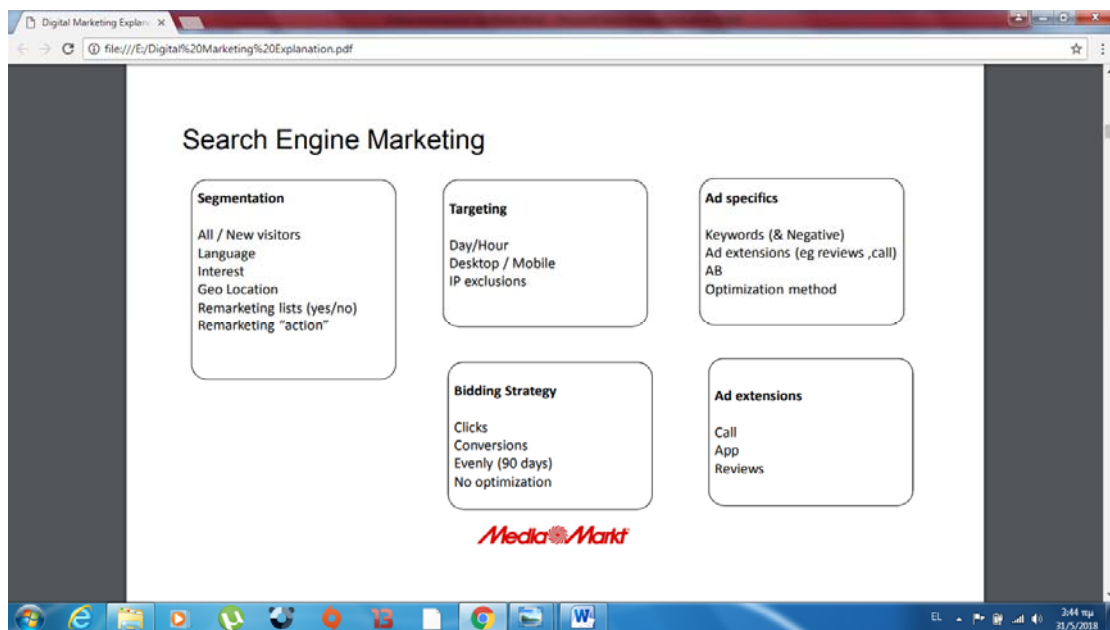 Digital Marketing Explan
file:///E:/Digital%20Marketing%20Explanation.pdf
Search Engine Marketing
Segmentation
All / New visitors
Language
Interest
Geo Location
Remarketing lists (yes/no)
Remarketing “action”
Targeting
Day/Hour
Desktop / Mobile
IP exclusions
Ad specifics
Keywords (& Negative)
Ad extensions (eg reviews ,call)
AB
Optimization method
Bidding Strategy
Clicks
Conversions
Evenly (90 days)
No optimization
Ad extensions
Call
App
Reviews
Media Markt
EL
3:44 πμ
31/5/2018